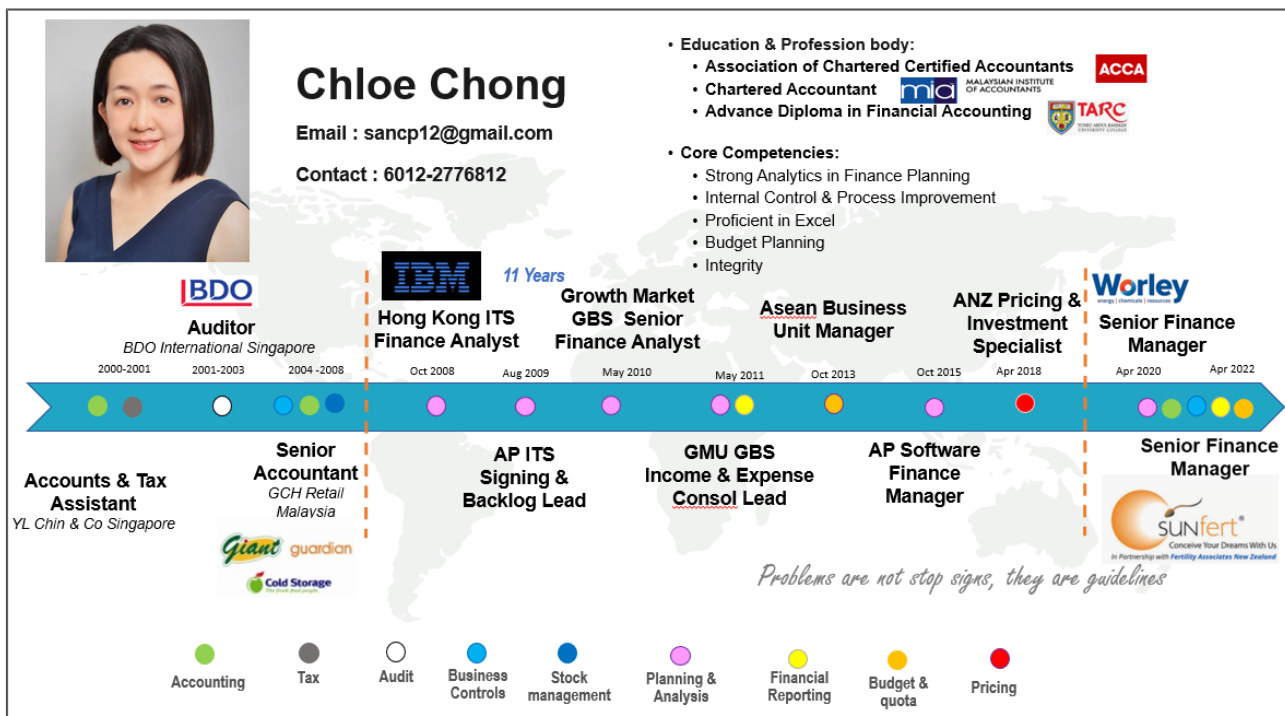 Chloe Chong
Email : sancp12@gmail.com
Contact : 6012-2776812
• Education & Profession body:
• Association of Chartered Certified Accountants
ACCA
• Chartered Accountant
mia
MALAYSIAN INSTITUTE
OF ACCOUNTANTS
• Advance Diploma in Financial Accounting
TARC
TUNKU ABDUL RAHMAN
UNIVERSITY COLLEGE
• Core Competencies:
• Strong Analytics in Finance Planning
• Internal Control & Process Improvement
• Proficient in Excel
• Budget Planning
• Integrity
BDO
Auditor
BDO International Singapore
IBM
11 Years
Hong Kong ITS
Finance Analyst
Growth Market
GBS Senior
Finance Analyst
Asean Business
Unit Manager
ANZ Pricing &
Investment
Specialist
Worley
energy | chemicals | resources
Senior Finance
Manager
2000-2001
2001-2003
2004 -2008
Oct 2008
Aug 2009
May 2010
May 2011
Oct 2013
Oct 2015
Apr 2018
Apr 2020
Apr 2022
Accounts & Tax
Assistant
YL Chin & Co Singapore
Senior
Accountant
GCH Retail
Malaysia
Giant
guardian
Cold Storage
The fresh food people
AP ITS
Signing &
Backlog Lead
GMU GBS
Income & Expense
Consol Lead
AP Software
Finance
Manager
Senior Finance
Manager
SUNfert®
Conceive Your Dreams With Us
In Partnership with Fertility Associates New Zealand
Problems are not stop signs, they are guidelines
Accounting
Tax
Audit
Business
Controls
Stock
management
Planning &
Analysis
Financial
Reporting
Budget &
quota
Pricing